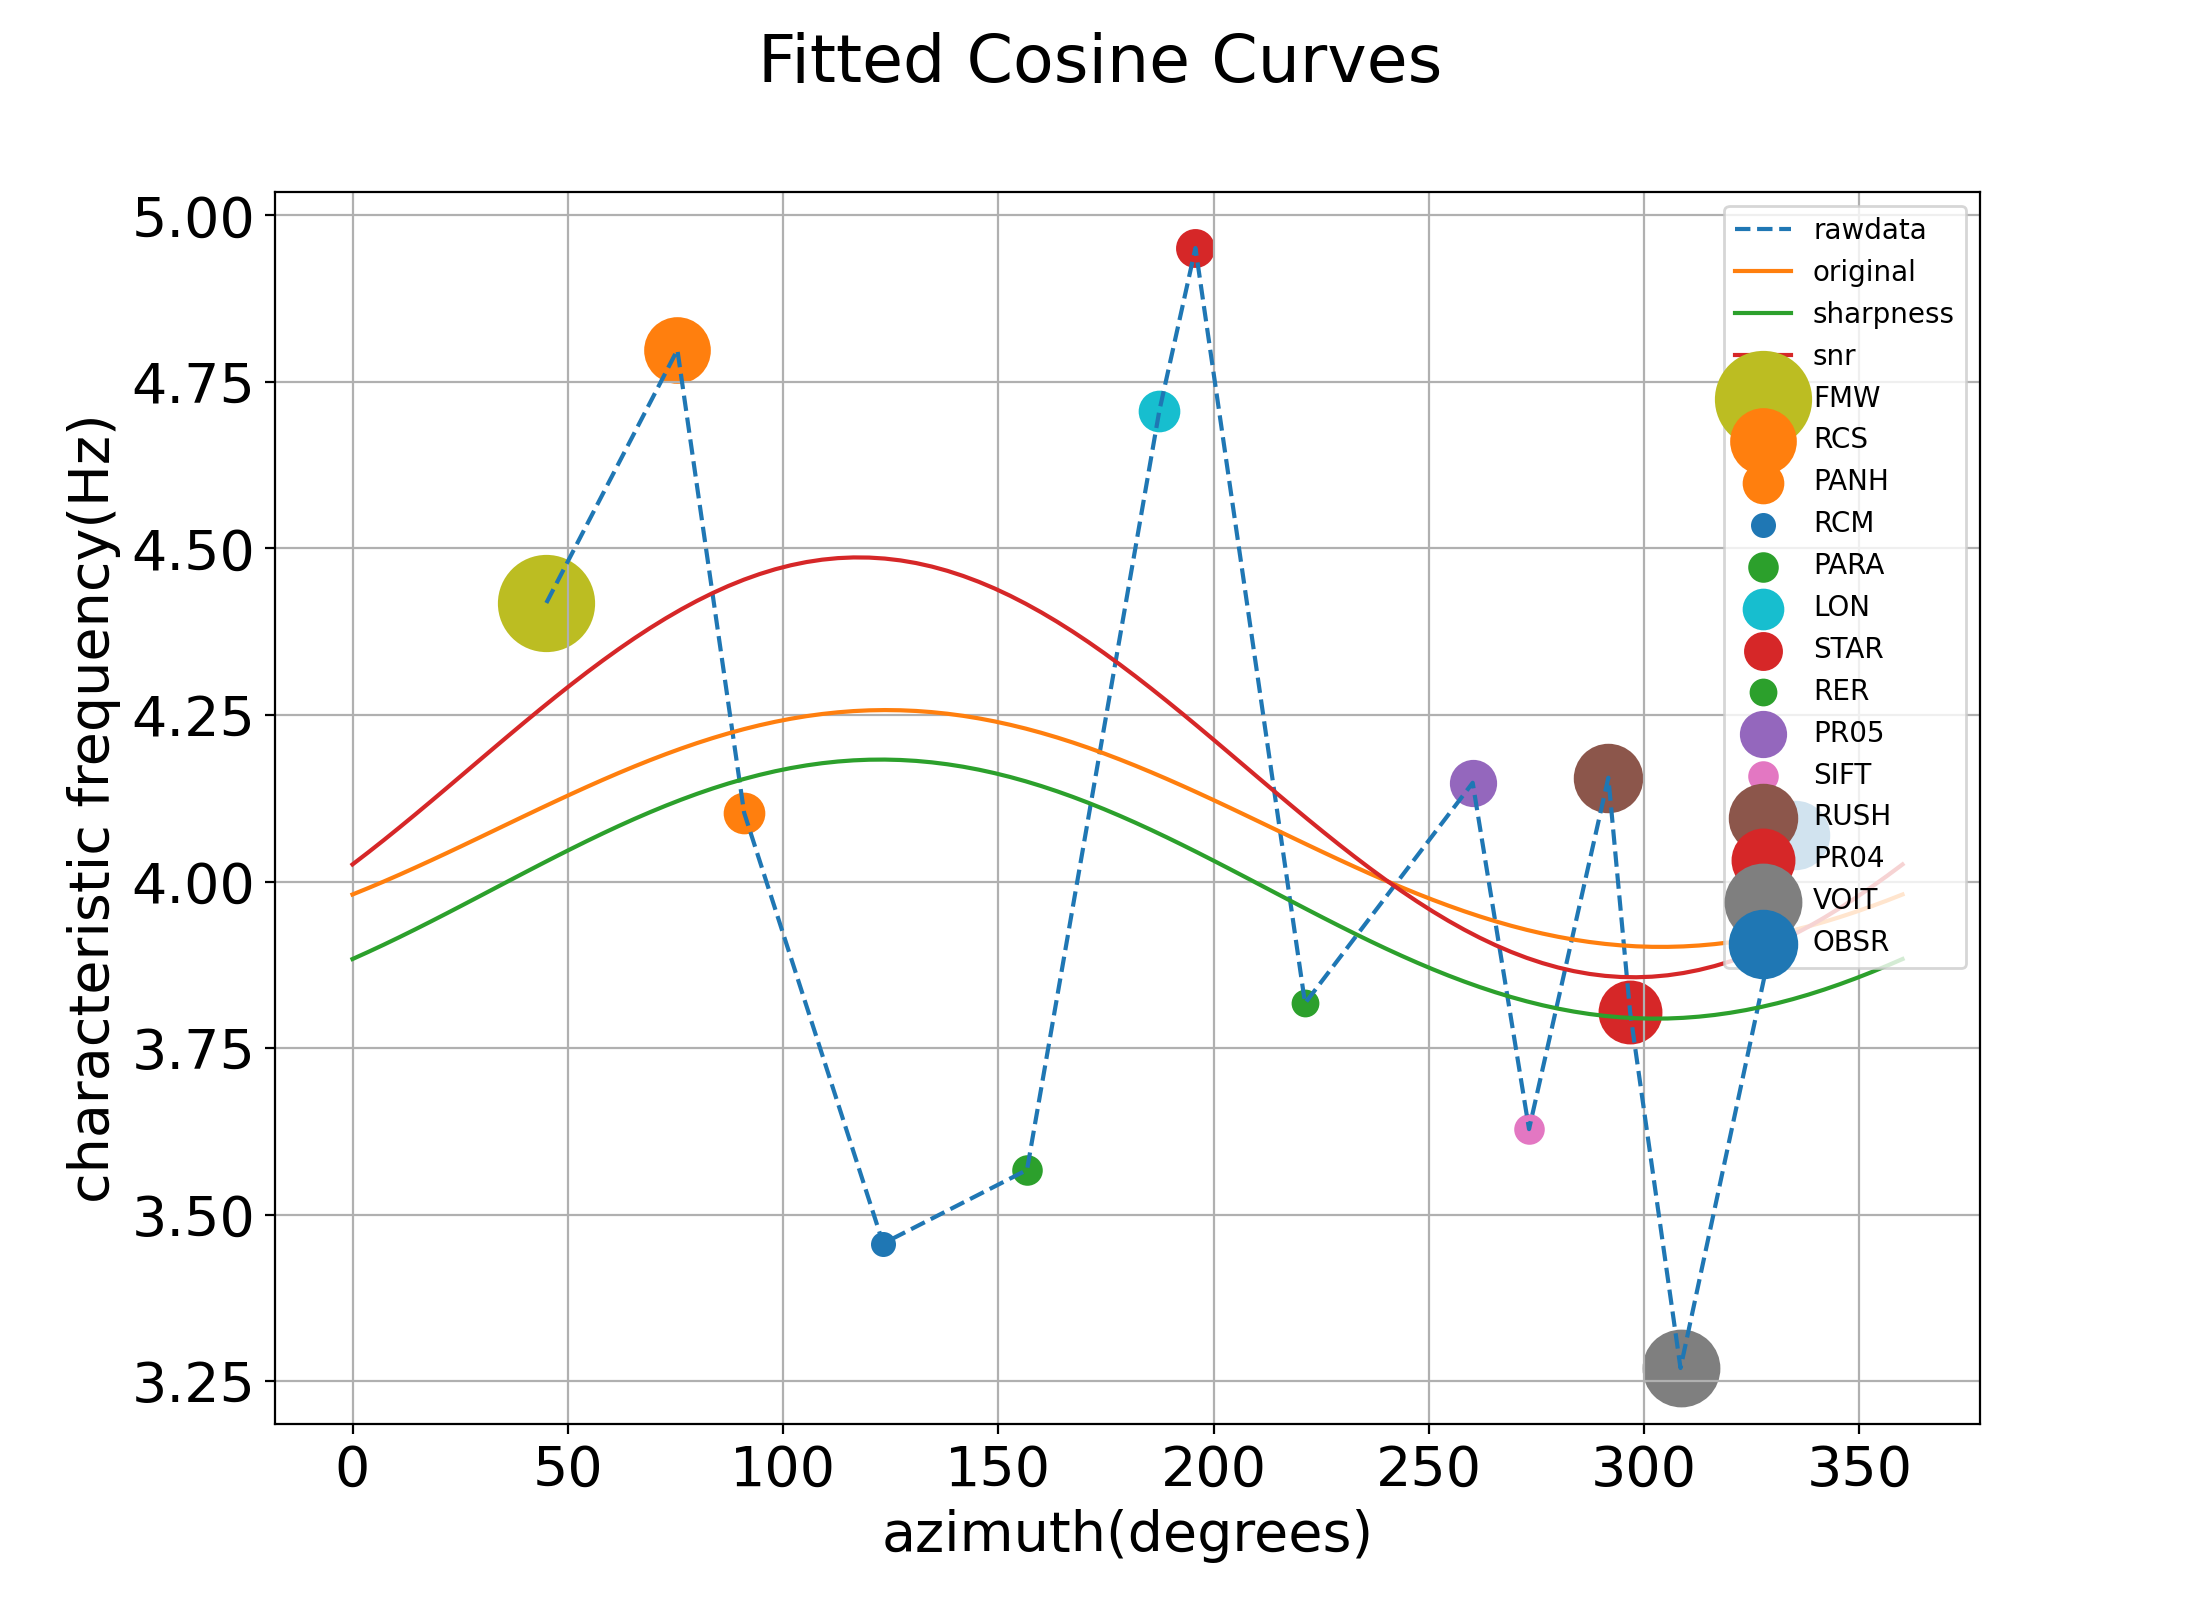 Fitted Cosine Curves
characteristic frequency(Hz)
5.00
4.75
4.50
4.25
4.00
3.75
3.50
3.25
rawdata
original
sharpness
snr
FMW
RCS
PANH
RCM
PARA
LON
STAR
RER
PR05
SIFT
RUSH
PR04
VOIT
OBSR
0 50 100 150 200 250 300 350
azimuth(degrees)